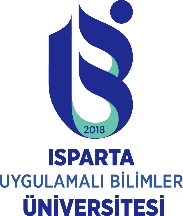 2018
ISPARTA
UYGULAMALI BİLİMLER
ÜNİVERSİTESİ